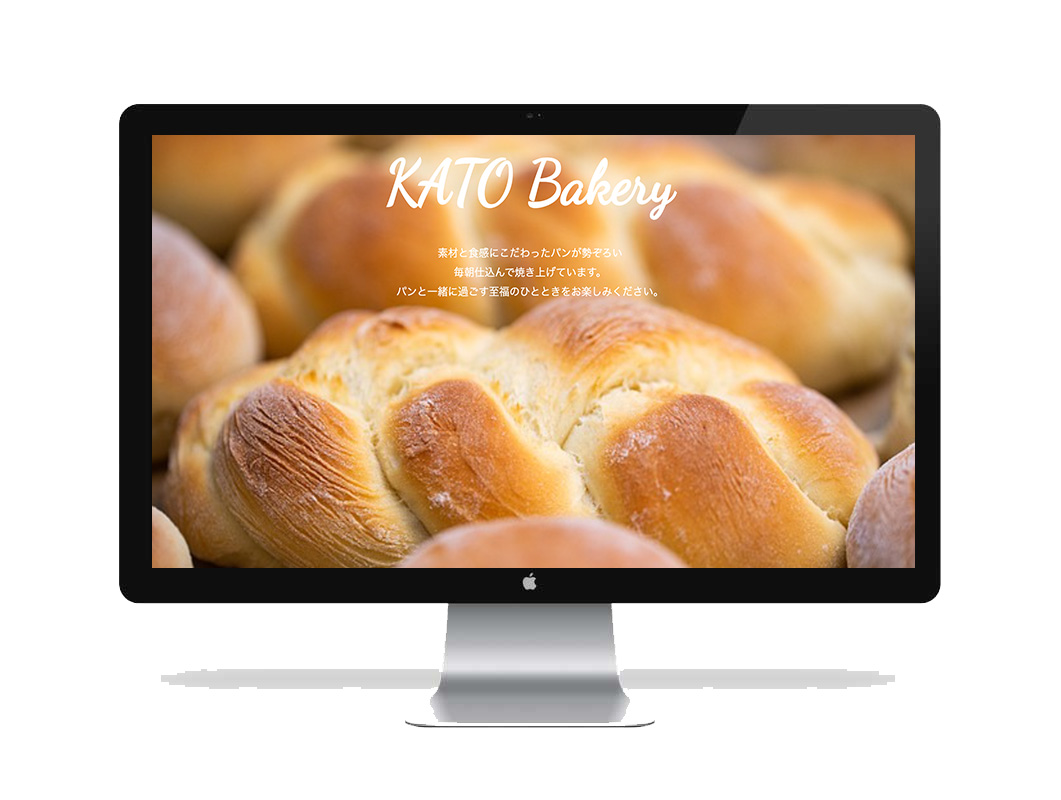 KATO Bakery
素材と食感にこだわったパンが勢ぞろい
毎朝仕込んで焼き上げています。
パンと一緒に過ごす至福のひとときをお楽しみください。